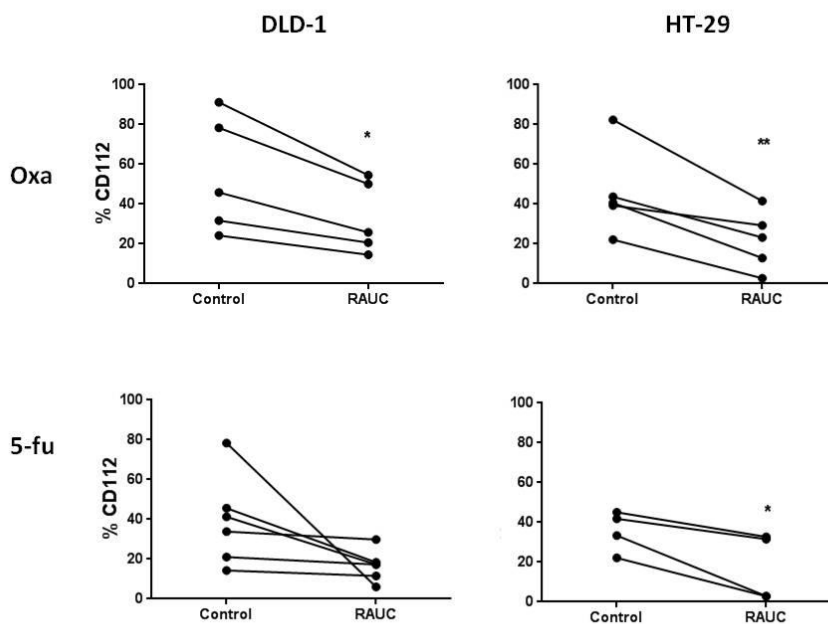 DLD-1
HT-29
Oxa
% CD112
100
80
60
40
20
0
*
Control
RAUC
100
80
60
40
20
0
**
Control
RAUC
5-fu
% CD112
100
80
60
40
20
0
Control
RAUC
100
80
60
40
20
0
*
Control
RAUC